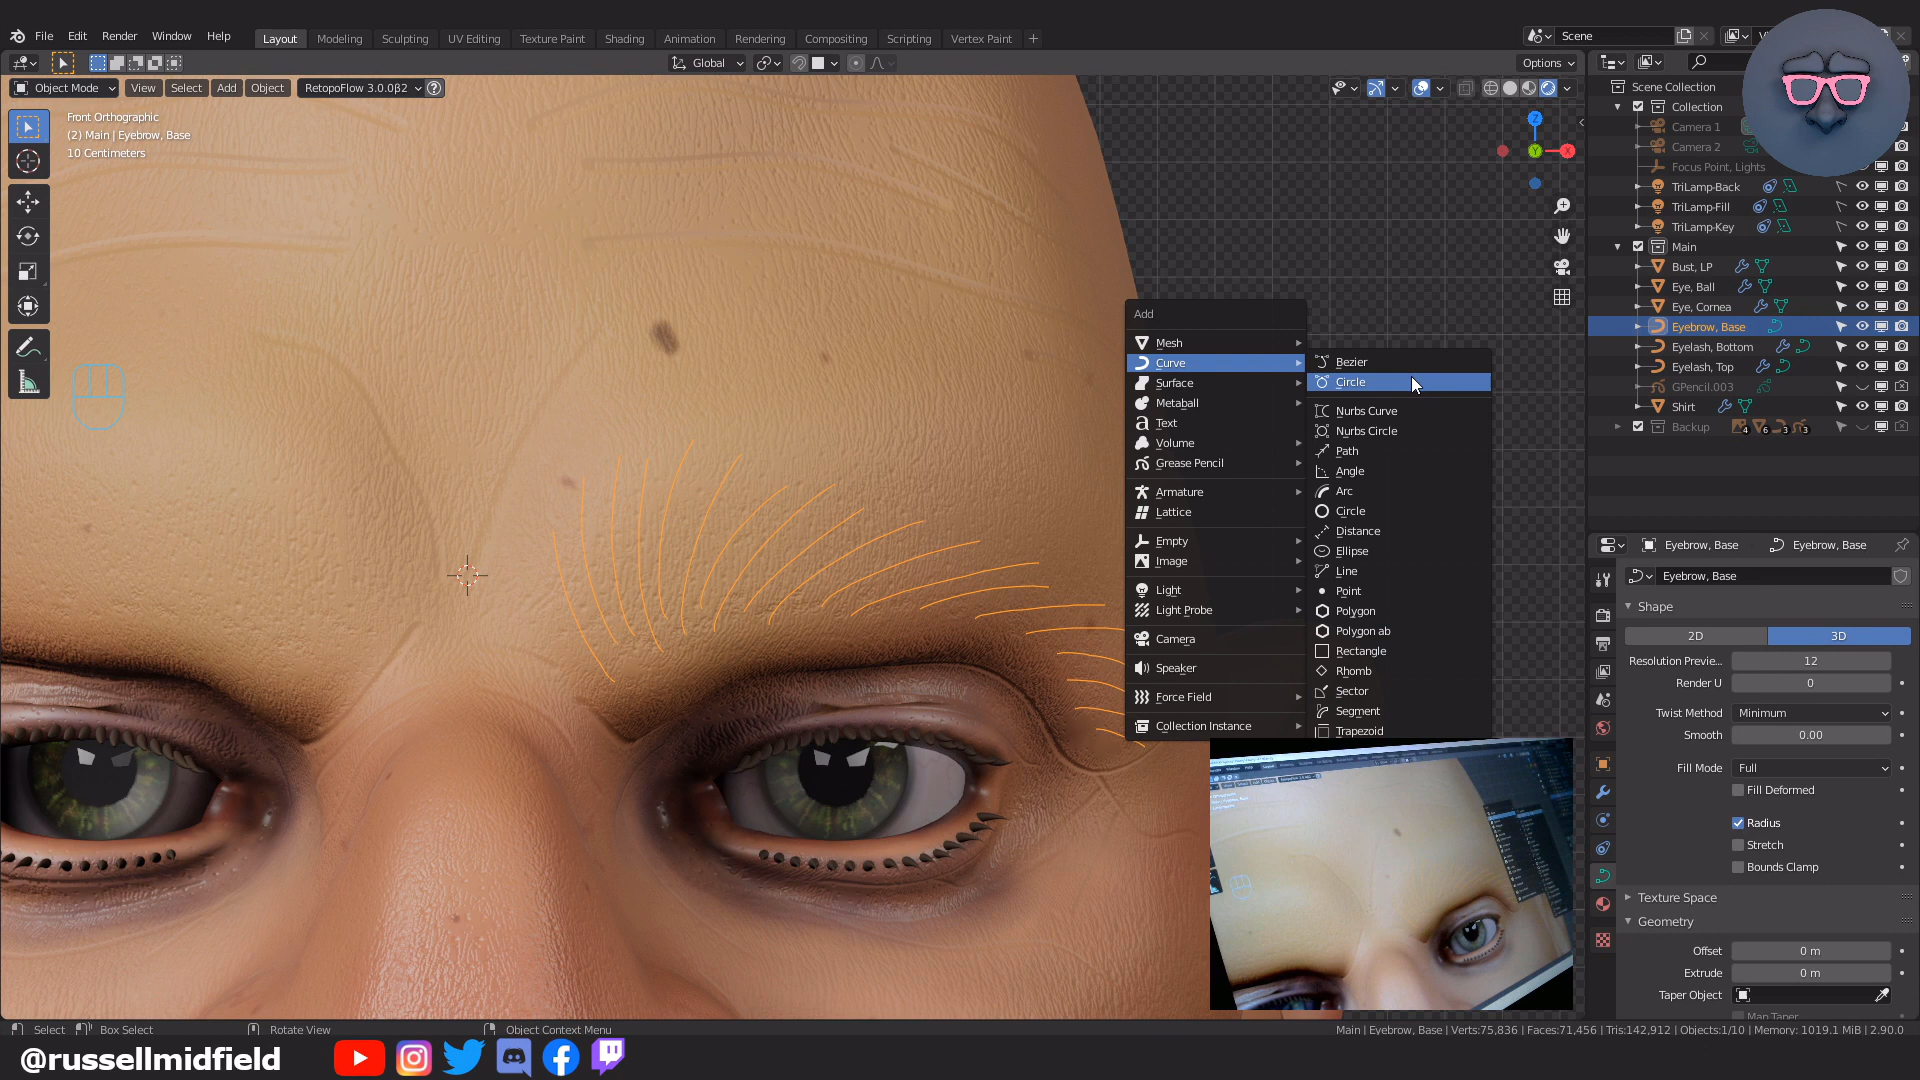 File Edit Render Window Help
Layout Modeling Sculpting UV Editing Texture Paint Shading Animation Rendering Compositing Scripting Vertex Paint +
Scene
Global
Options
Object Mode View Select Add Object RetopoFlow 3.0.0β2
Front Orthographic
(2) Main | Eyebrow, Base
10 Centimeters
Z
Y
X
Add
Mesh
Curve
Surface
Metaball
Text
Volume
Grease Pencil
Armature
Lattice
Empty
Image
Light
Light Probe
Camera
Speaker
Force Field
Collection Instance
Bezier
Circle
Nurbs Curve
Nurbs Circle
Path
Angle
Arc
Circle
Distance
Ellipse
Line
Point
Polygon
Polygon ab
Rectangle
Rhomb
Sector
Segment
Trapezoid
Scene Collection
Collection
Camera 1
Camera 2
Focus Point, Lights
TriLamp-Back
TriLamp-Fill
TriLamp-Key
Main
Bust, LP
Eye, Ball
Eye, Cornea
Eyebrow, Base
Eyelash, Bottom
Eyelash, Top
GPencil.003
Shirt
Backup 4 6 3 3
Eyebrow, Base Eyebrow, Base
Eyebrow, Base
Shape
2D 3D
Resolution Previe... 12
Render U 0
Twist Method Minimum
Smooth 0.00
Fill Mode Full
Fill Deformed
Radius
Stretch
Bounds Clamp
Texture Space
Geometry
Offset 0 m
Extrude 0 m
Taper Object
Map Taper
Select Box Select Rotate View Object Context Menu
Main | Eyebrow, Base | Verts:75,836 | Faces:71,456 | Tris:142,912 | Objects:1/10 | Memory: 1019.1 MiB | 2.90.0
@russellmidfield